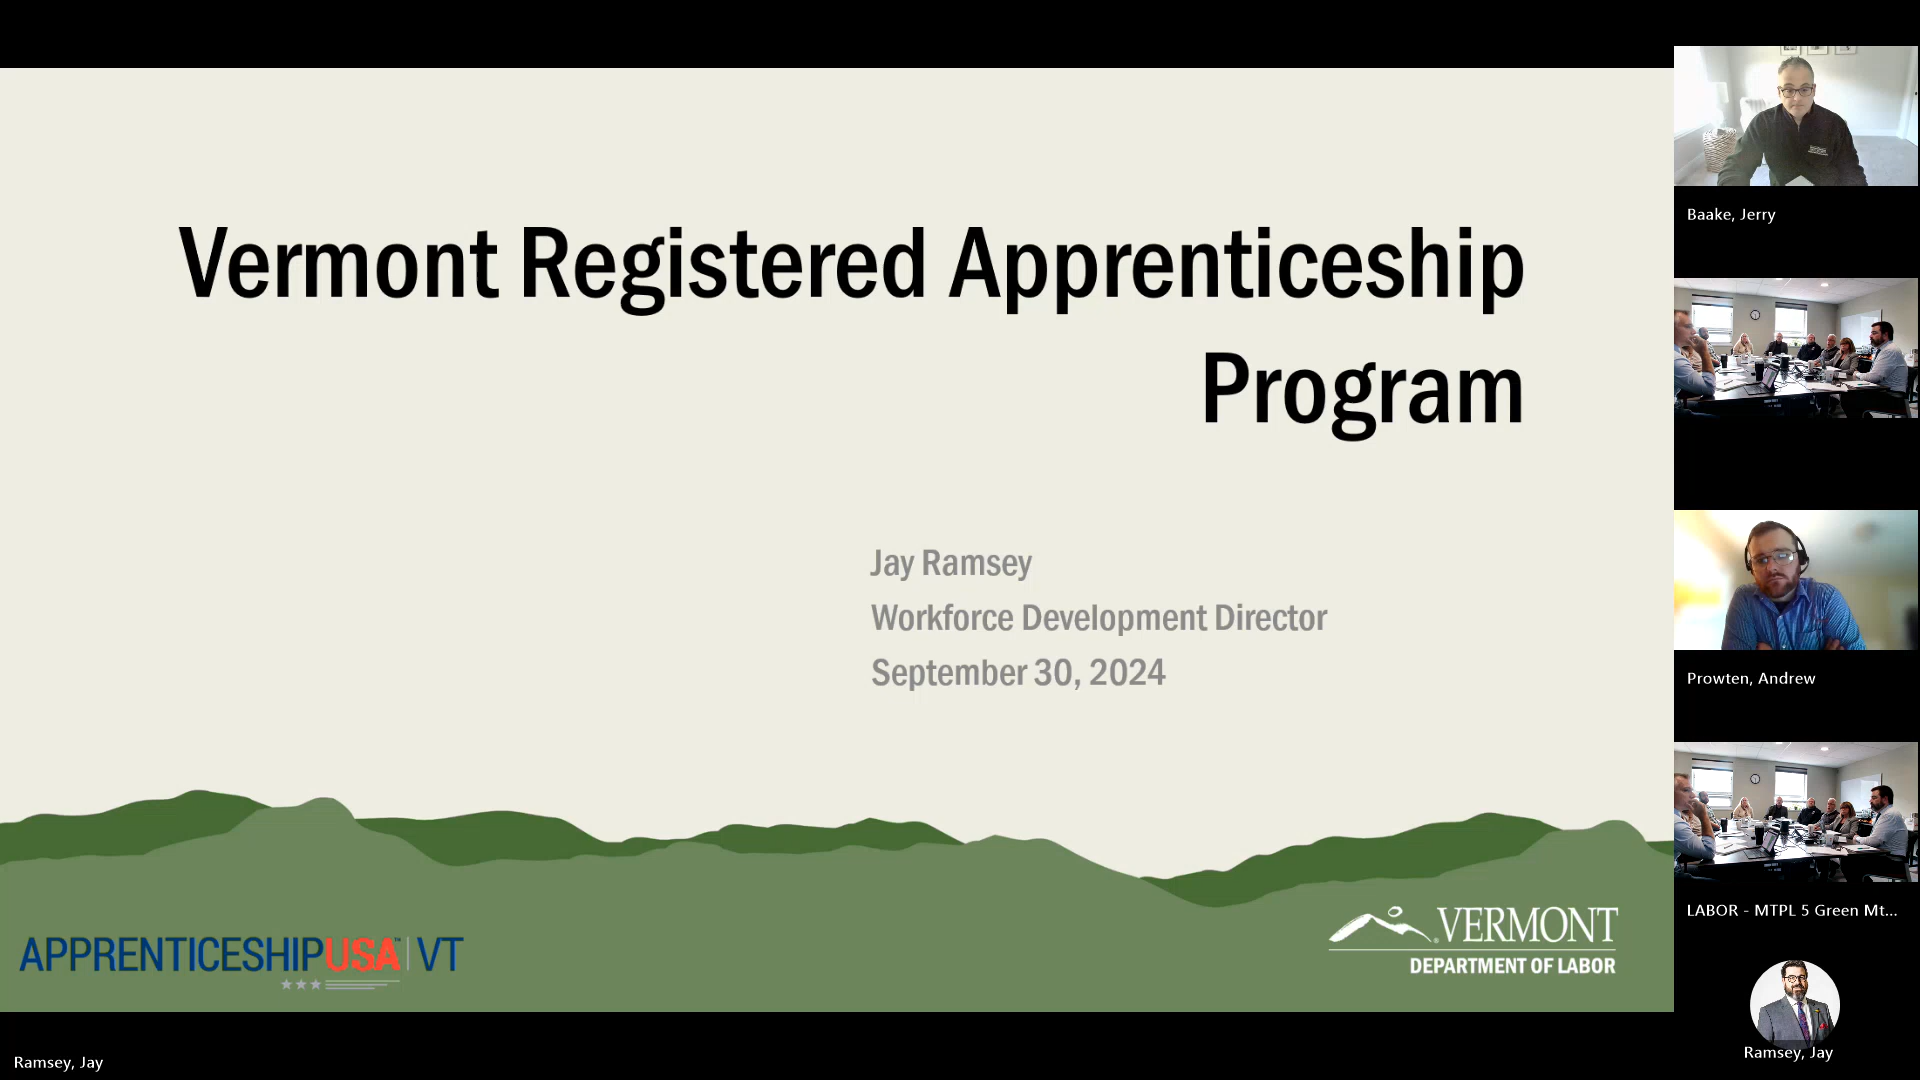 Vermont Registered Apprenticeship
Program
Jay Ramsey
Workforce Development Director
September 30, 2024
APPRENTICESHIPUSA™ | VT
VERMONT
DEPARTMENT OF LABOR
Baake, Jerry
Prowten, Andrew
LABOR - MTPL 5 Green Mt...
Ramsey, Jay
Ramsey, Jay